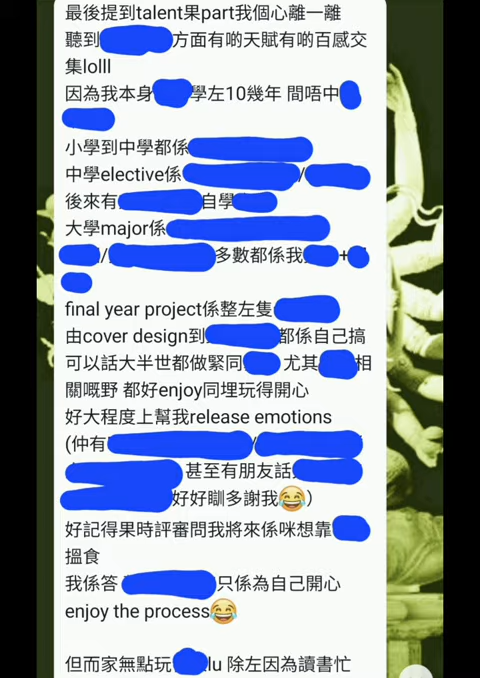 最後提到talent果part我個心離一離
聽到 方面有啲天賦有啲百感交
集lolll
因為我本身 學左10幾年 間唔中
小學到中學都係
中學elective係 /
後來有 自學
大學major係
/ 多數都係我 +
final year project係整左隻
由cover design到 都係自己搞
可以話大半世都做緊同 尤其 相
關嘅野 都好enjoy同埋玩得開心
好大程度上幫我release emotions
(仲有 /
甚至有朋友話
好好瞓多謝我😂)
好記得果時評審問我將來係咪想靠
搵食
我係答 只係為自己開心
enjoy the process😂
但而家無點玩 lu 除左因為讀書忙